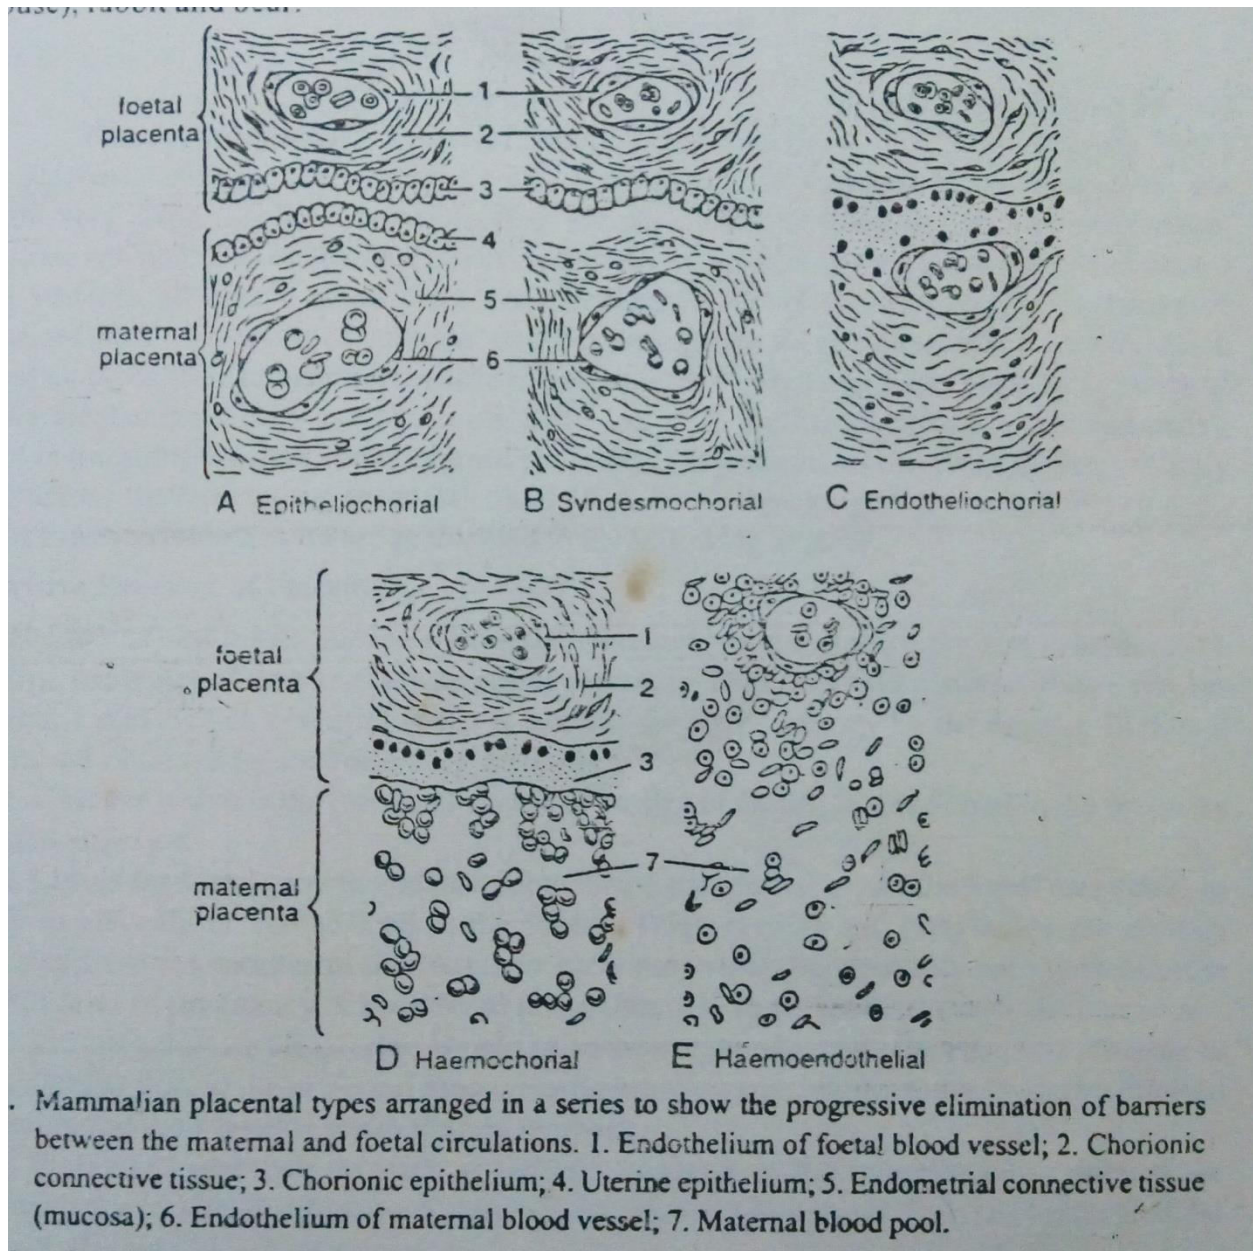 rabbit and bear.
foetal
placenta
1
2
3
4
maternal
placenta
5
6
A Epitheliochorial
B Syndesmochorial
C Endotheliochorial
foetal
placenta
1
2
3
maternal
placenta
7
D Haemochorial
E Haemoendothelial
. Mammalian placental types arranged in a series to show the progressive elimination of barriers
between the maternal and foetal circulations. 1. Endothelium of foetal blood vessel; 2. Chorionic
connective tissue; 3. Chorionic epithelium; 4. Uterine epithelium; 5. Endometrial connective tissue
(mucosa); 6. Endothelium of maternal blood vessel; 7. Maternal blood pool.